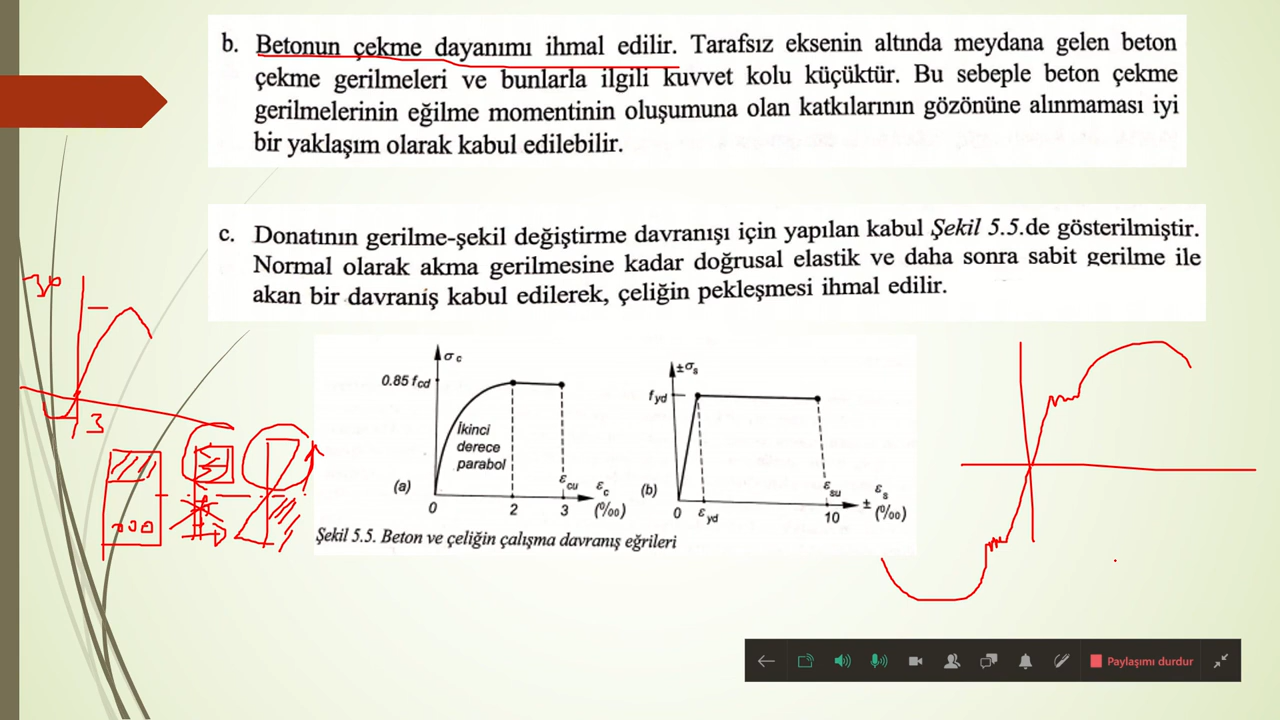 b. Betonun çekme dayanımı ihmal edilir. Tarafsız eksenin altında meydana gelen beton
çekme gerilmeleri ve bunlarla ilgili kuvvet kolu küçüktür. Bu sebeple beton çekme
gerilmelerinin eğilme momentinin oluşumuna olan katkılarının gözönüne alınmaması iyi
bir yaklaşım olarak kabul edilebilir.
c. Donatının gerilme-şekil değiştirme davranışı için yapılan kabul Şekil 5.5.de gösterilmiştir.
Normal olarak akma gerilmesine kadar doğrusal elastik ve daha sonra sabit gerilme ile
akan bir davraniş kabul edilerek, çeliğin pekleşmesi ihmal edilir.
30
3
σc
0.85 fcd
İkinci
derece
parabol
(a)
εcu
εc
0
2
3
(‰)
±σs
fyd
(b)
εsu
εs
0
εyd
10
± (‰)
Şekil 5.5. Beton ve çeliğin çalışma davranış eğrileri
Paylaşımı durdur